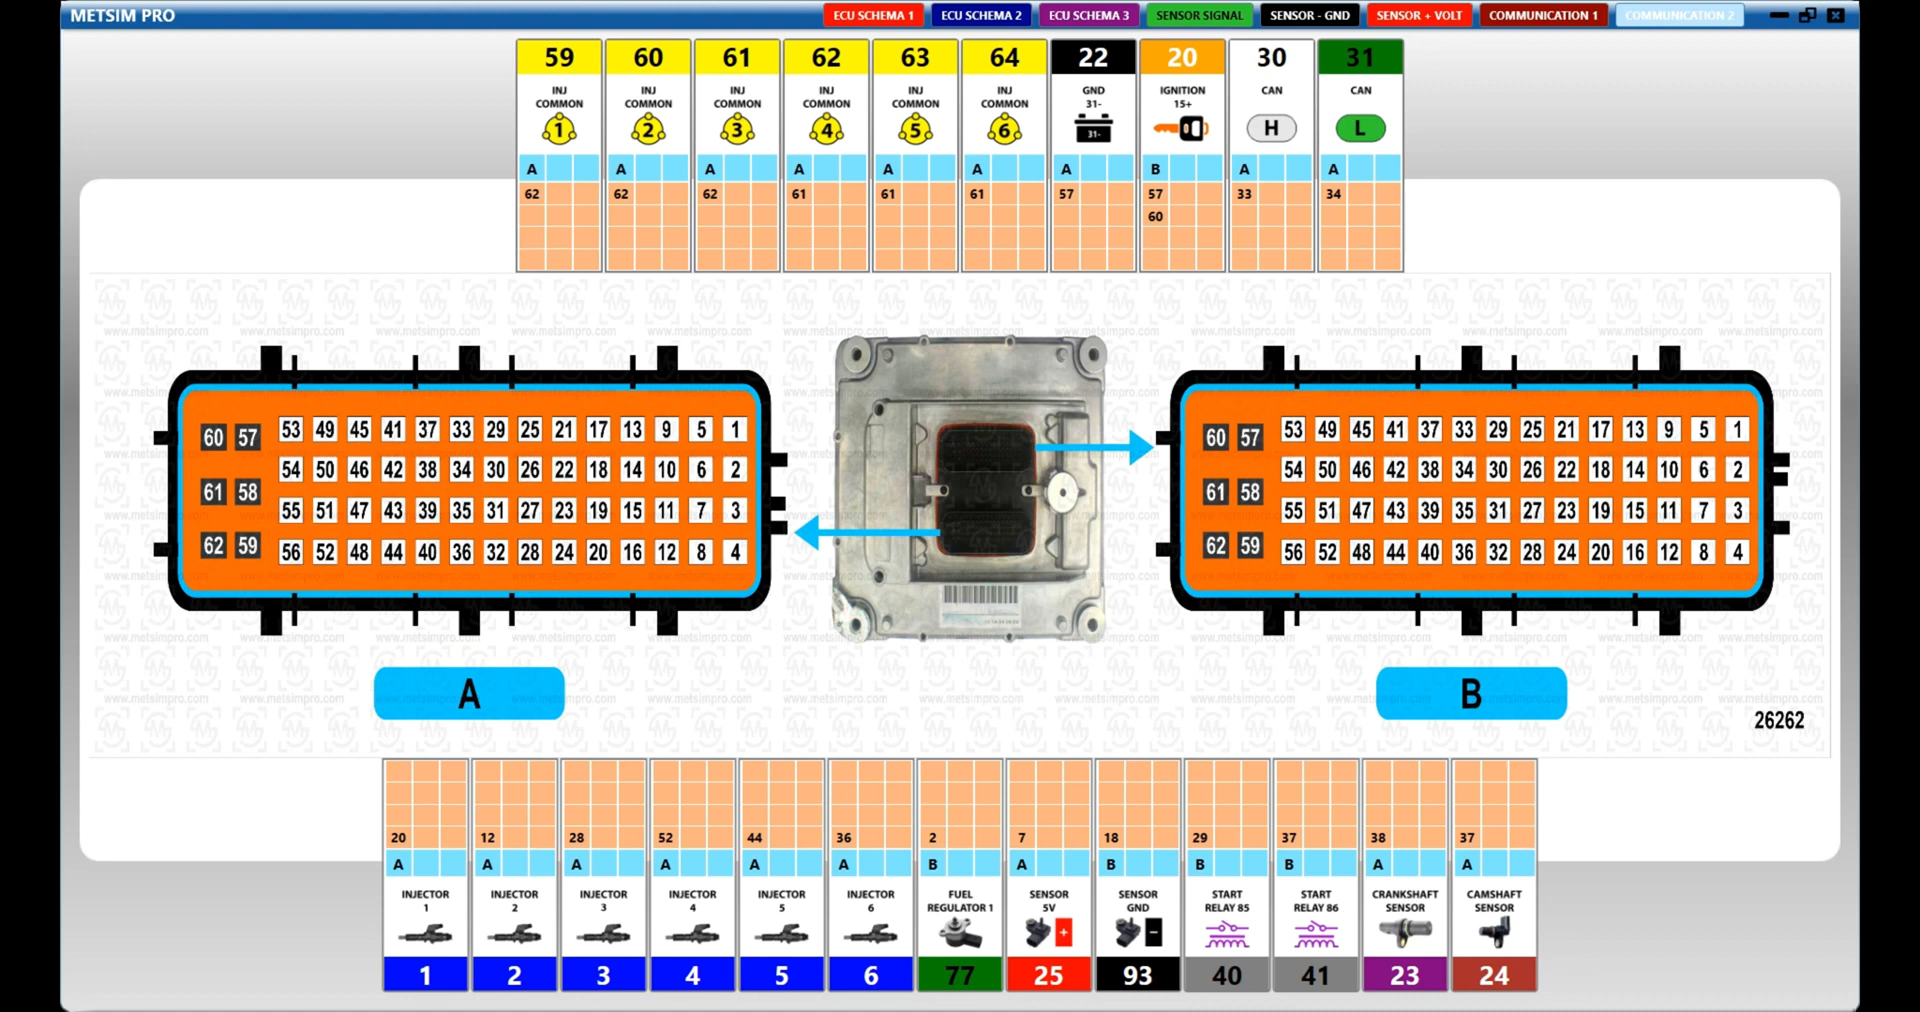 METSIM PRO
ECU SCHEMA 1 ECU SCHEMA 2 ECU SCHEMA 3 SENSOR SIGNAL SENSOR - GND SENSOR + VOLT COMMUNICATION 1 COMMUNICATION 2
59 60 61 62 63 64 22 20 30 31
INJ INJ INJ INJ INJ INJ GND IGNITION CAN CAN
COMMON COMMON COMMON COMMON COMMON COMMON 31- 15+
1 2 3 4 5 6 31- H L
A A A A A A A B A A
62 62 62 61 61 61 57 57 33 34
60
60 57 53 49 45 41 37 33 29 25 21 17 13 9 5 1
54 50 46 42 38 34 30 26 22 18 14 10 6 2
61 58
55 51 47 43 39 35 31 27 23 19 15 11 7 3
62 59 56 52 48 44 40 36 32 28 24 20 16 12 8 4
A
60 57 53 49 45 41 37 33 29 25 21 17 13 9 5 1
54 50 46 42 38 34 30 26 22 18 14 10 6 2
61 58
55 51 47 43 39 35 31 27 23 19 15 11 7 3
62 59 56 52 48 44 40 36 32 28 24 20 16 12 8 4
B
26262
www.metsimpro.com
20 12 28 52 44 36 2 7 18 29 37 38 37
A A A A A A B A B B B A A
INJECTOR INJECTOR INJECTOR INJECTOR INJECTOR INJECTOR FUEL SENSOR SENSOR START START CRANKSHAFT CAMSHAFT
1 2 3 4 5 6 REGULATOR 1 5V GND RELAY 85 RELAY 86 SENSOR SENSOR
1 2 3 4 5 6 77 25 93 40 41 23 24